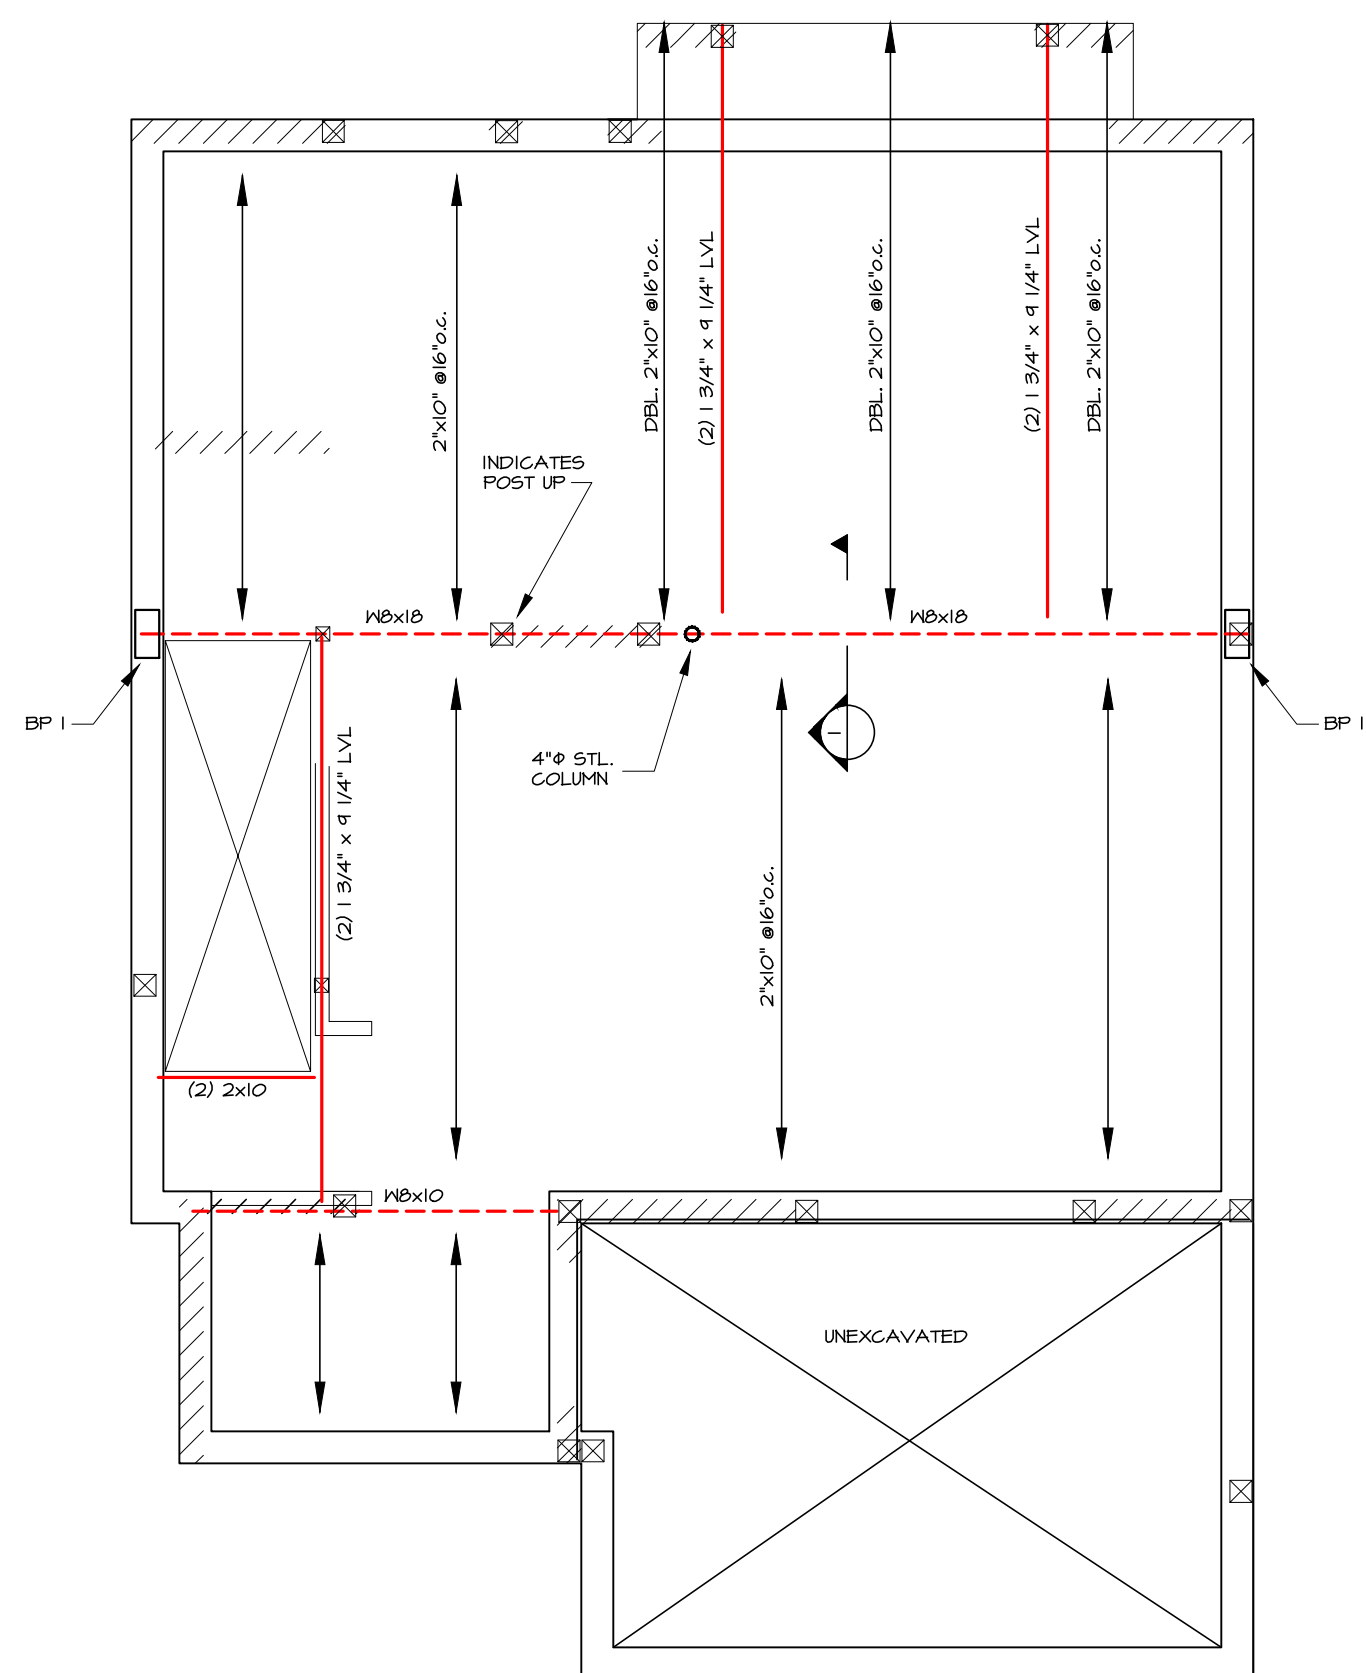 DBL. 2"x10" @16"o.c.
(2) 1 3/4" x 9 1/4" LVL
DBL. 2"x10" @16"o.c.
(2) 1 3/4" x 9 1/4" LVL
DBL. 2"x10" @16"o.c.
2"x10" @16"o.c.
INDICATES
POST UP
W8x18
W8x18
BP 1
BP 1
1
4"Φ STL.
COLUMN
(2) 1 3/4" x 9 1/4" LVL
2"x10" @16"o.c.
(2) 2x10
W8x10
UNEXCAVATED